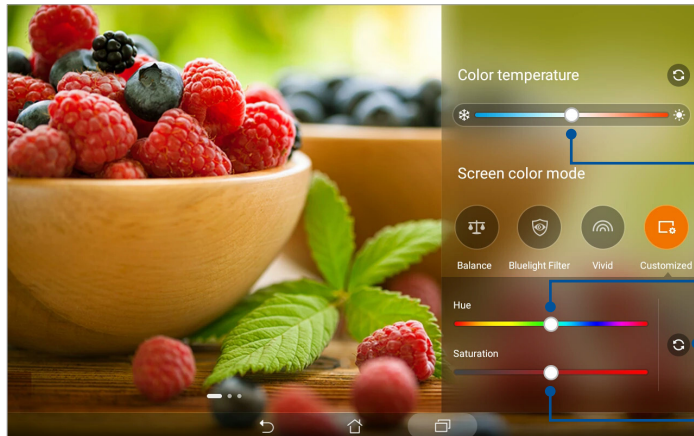 Color temperature
Screen color mode
Balance
Bluelight Filter
Vivid
Customized
Hue
Saturation